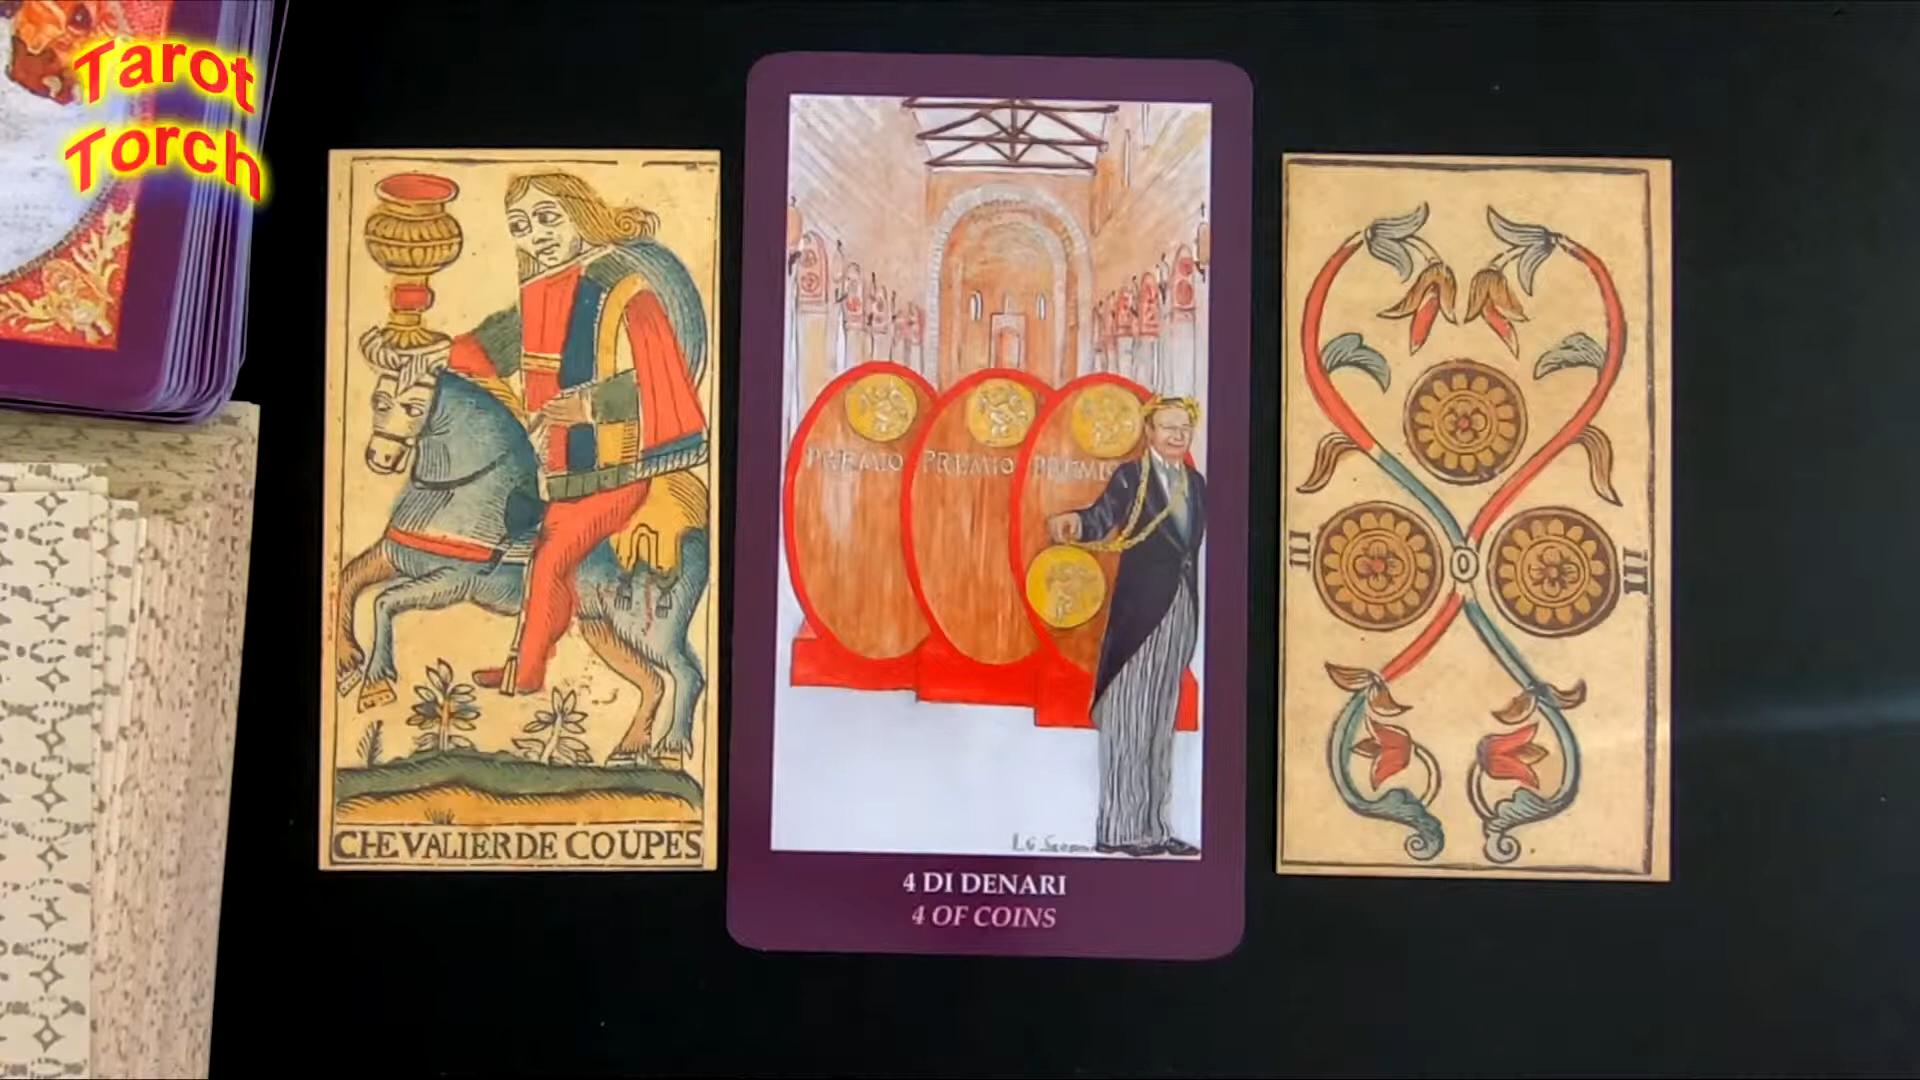 Tarot
Torch
CHEVALIER DE COUPES
PREMIO PREMIO PREMIO
4 DI DENARI
4 OF COINS
III
III